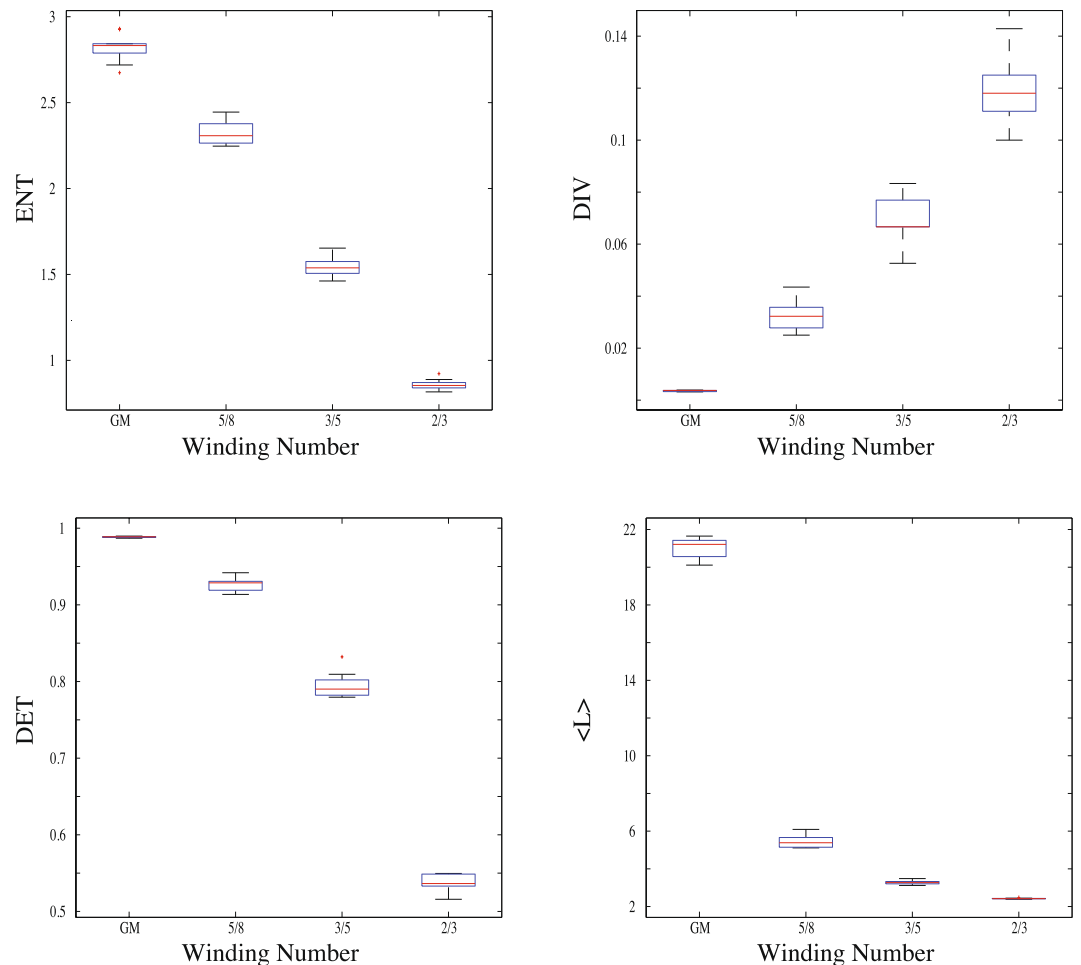 3
2.5
2
1.5
1
ENT
GM 5/8 3/5 2/3
Winding Number
0.14
0.1
0.06
0.02
DIV
GM 5/8 3/5 2/3
Winding Number
1
0.9
0.8
0.7
0.6
0.5
DET
GM 5/8 3/5 2/3
Winding Number
22
18
14
10
6
2
<L>
GM 5/8 3/5 2/3
Winding Number